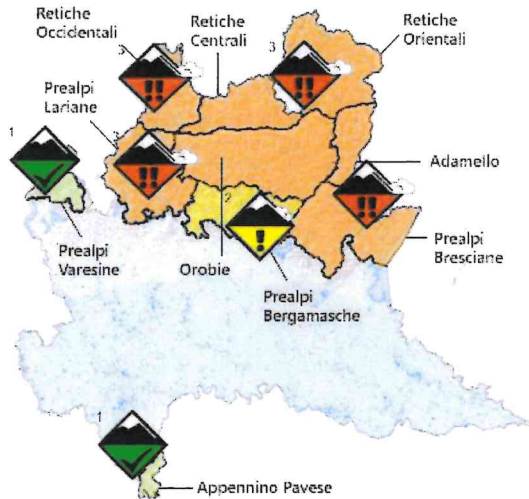 Retiche
Occidentali
Retiche
Centrali
Retiche
Orientali
3
3
Prealpi
Lariane
1
3
Adamello
2
Prealpi
Varesine
Orobie
Prealpi
Bergamasche
Prealpi
Bresciane
1
Appennino Pavese